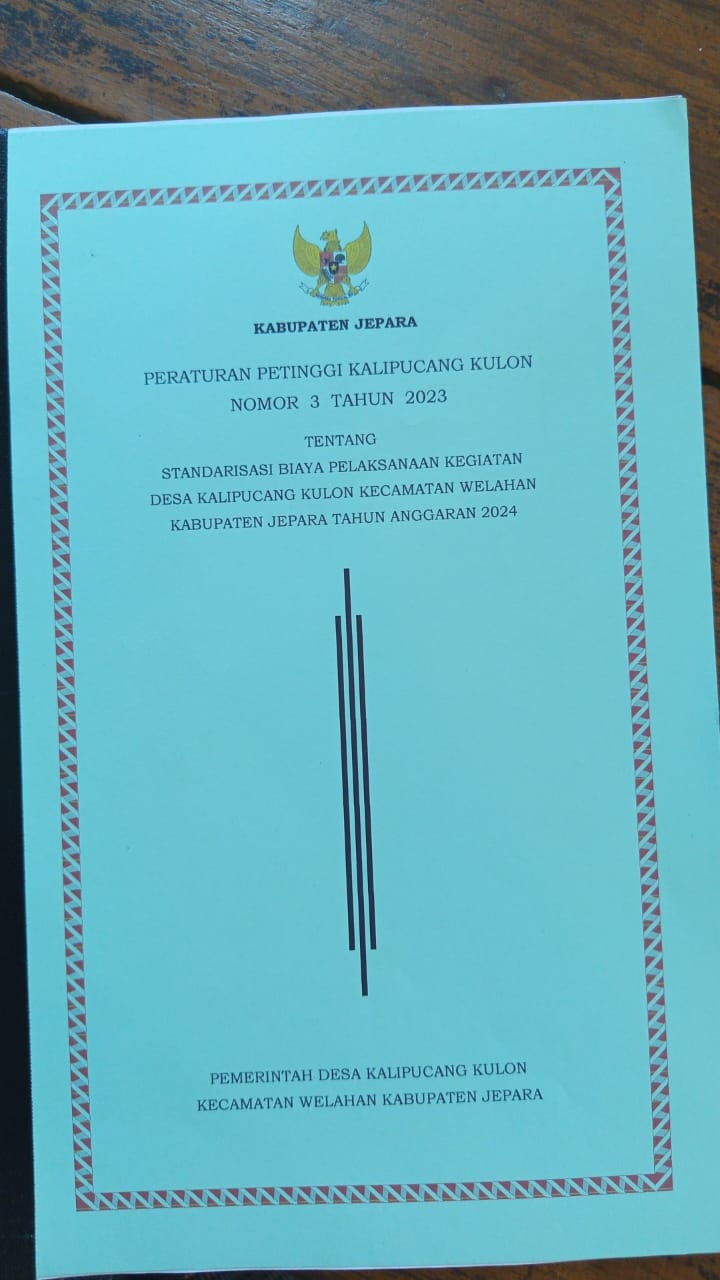 KABUPATEN JEPARA
PERATURAN PETINGGI KALIPUCANG KULON
NOMOR 3 TAHUN 2023
TENTANG
STANDARISASI BIAYA PELAKSANAAN KEGIATAN
DESA KALIPUCANG KULON KECAMATAN WELAHAN
KABUPATEN JEPARA TAHUN ANGGARAN 2024
PEMERINTAH DESA KALIPUCANG KULON
KECAMATAN WELAHAN KABUPATEN JEPARA